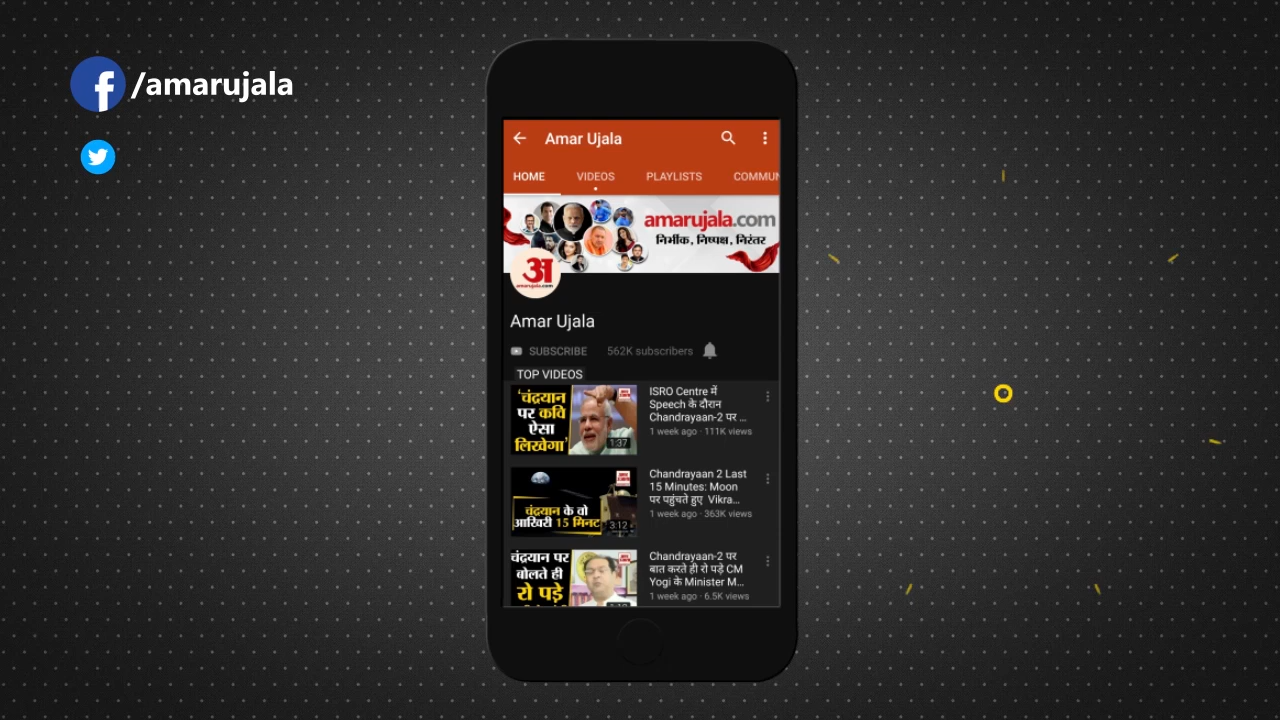 /amarujala
Amar Ujala
HOME VIDEOS PLAYLISTS COMMUN
amarujala.com
निर्भीक, निष्पक्ष, निरंतर
अ
amarujala.com
Amar Ujala
SUBSCRIBE 562K subscribers
TOP VIDEOS
'चंद्रयान
पर कवि
ऐसा
लिखेगा'
1:37
ISRO Centre में
Speech के दौरान
Chandrayaan-2 पर ...
1 week ago · 111K views
चंद्रयान के वो
आखिरी 15 मिनट
3:12
Chandrayaan 2 Last
15 Minutes: Moon
पर पहुंचते हुए Vikra...
1 week ago · 363K views
चंद्रयान पर
बोलते ही
रो पड़े
Chandrayaan-2 पर
बात करते ही रो पड़े CM
Yogi के Minister M...
1 week ago · 6.5K views